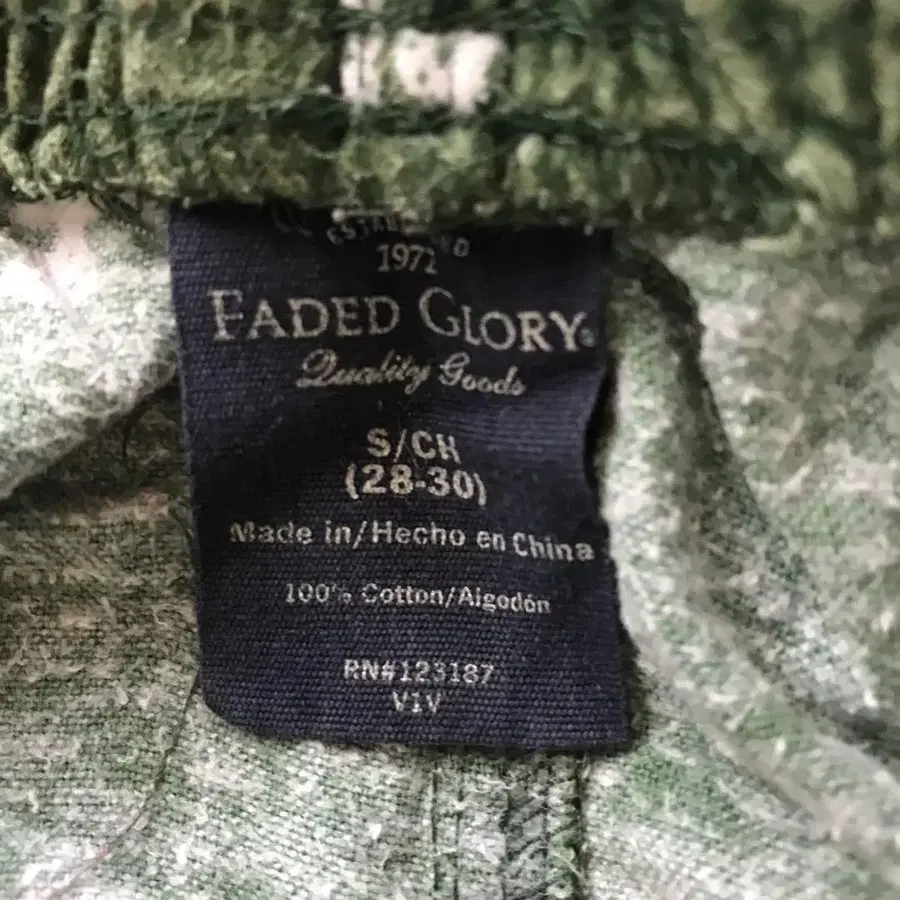 ESTABLISHED
1972
FADED GLORY
Quality Goods
S/CH
(28-30)
Made in/Hecho en China
100% Cotton/Algodón
RN#123187
V1V